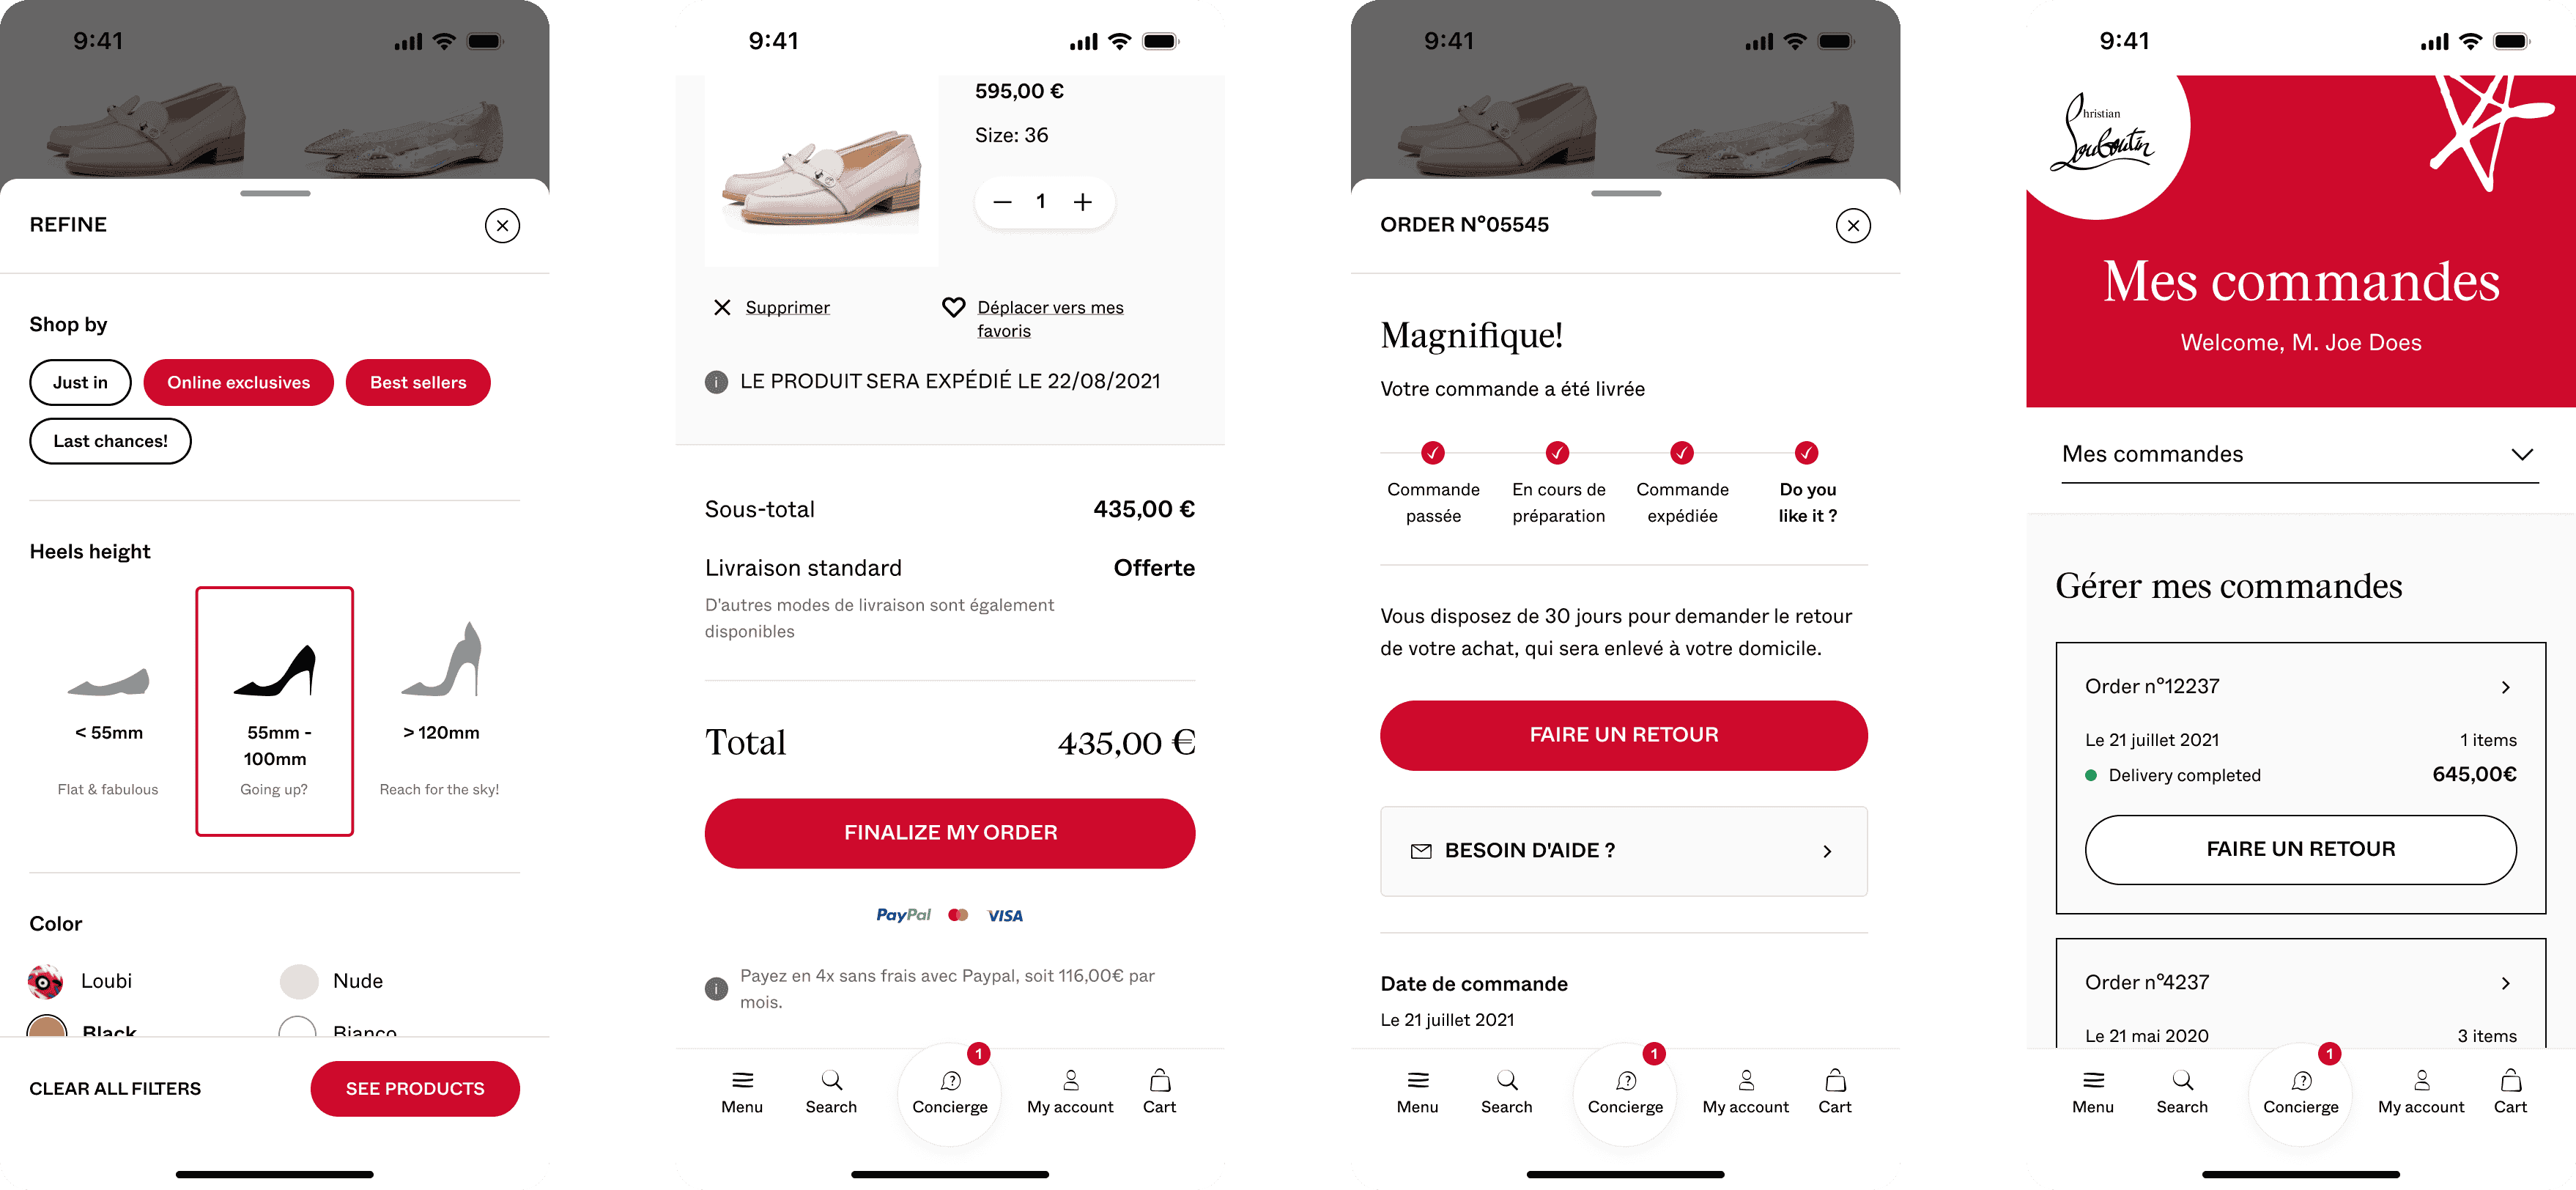 9:41
REFINE
Shop by
Just in
Online exclusives
Best sellers
Last chances!
Heels height
< 55mm
Flat & fabulous
55mm -
100mm
Going up?
> 120mm
Reach for the sky!
Color
Loubi
Nude
Black
Bianco
CLEAR ALL FILTERS
SEE PRODUCTS
9:41
595,00 €
Size: 36
1
Supprimer
Déplacer vers mes
favoris
LE PRODUIT SERA EXPÉDIÉ LE 22/08/2021
Sous-total
435,00 €
Livraison standard
Offerte
D'autres modes de livraison sont également
disponibles
Total
435,00 €
FINALIZE MY ORDER
PayPal
VISA
Payez en 4x sans frais avec Paypal, soit 116,00€ par
mois.
1
Menu
Search
Concierge
My account
Cart
9:41
ORDER N°05545
Magnifique!
Votre commande a été livrée
Commande
passée
En cours de
préparation
Commande
expédiée
Do you
like it ?
Vous disposez de 30 jours pour demander le retour
de votre achat, qui sera enlevé à votre domicile.
FAIRE UN RETOUR
BESOIN D'AIDE ?
Date de commande
Le 21 juillet 2021
1
Menu
Search
Concierge
My account
Cart
9:41
Christian
Louboutin
Mes commandes
Welcome, M. Joe Does
Mes commandes
Gérer mes commandes
Order n°12237
Le 21 juillet 2021
1 items
Delivery completed
645,00€
FAIRE UN RETOUR
Order n°4237
Le 21 mai 2020
3 items
1
Menu
Search
Concierge
My account
Cart